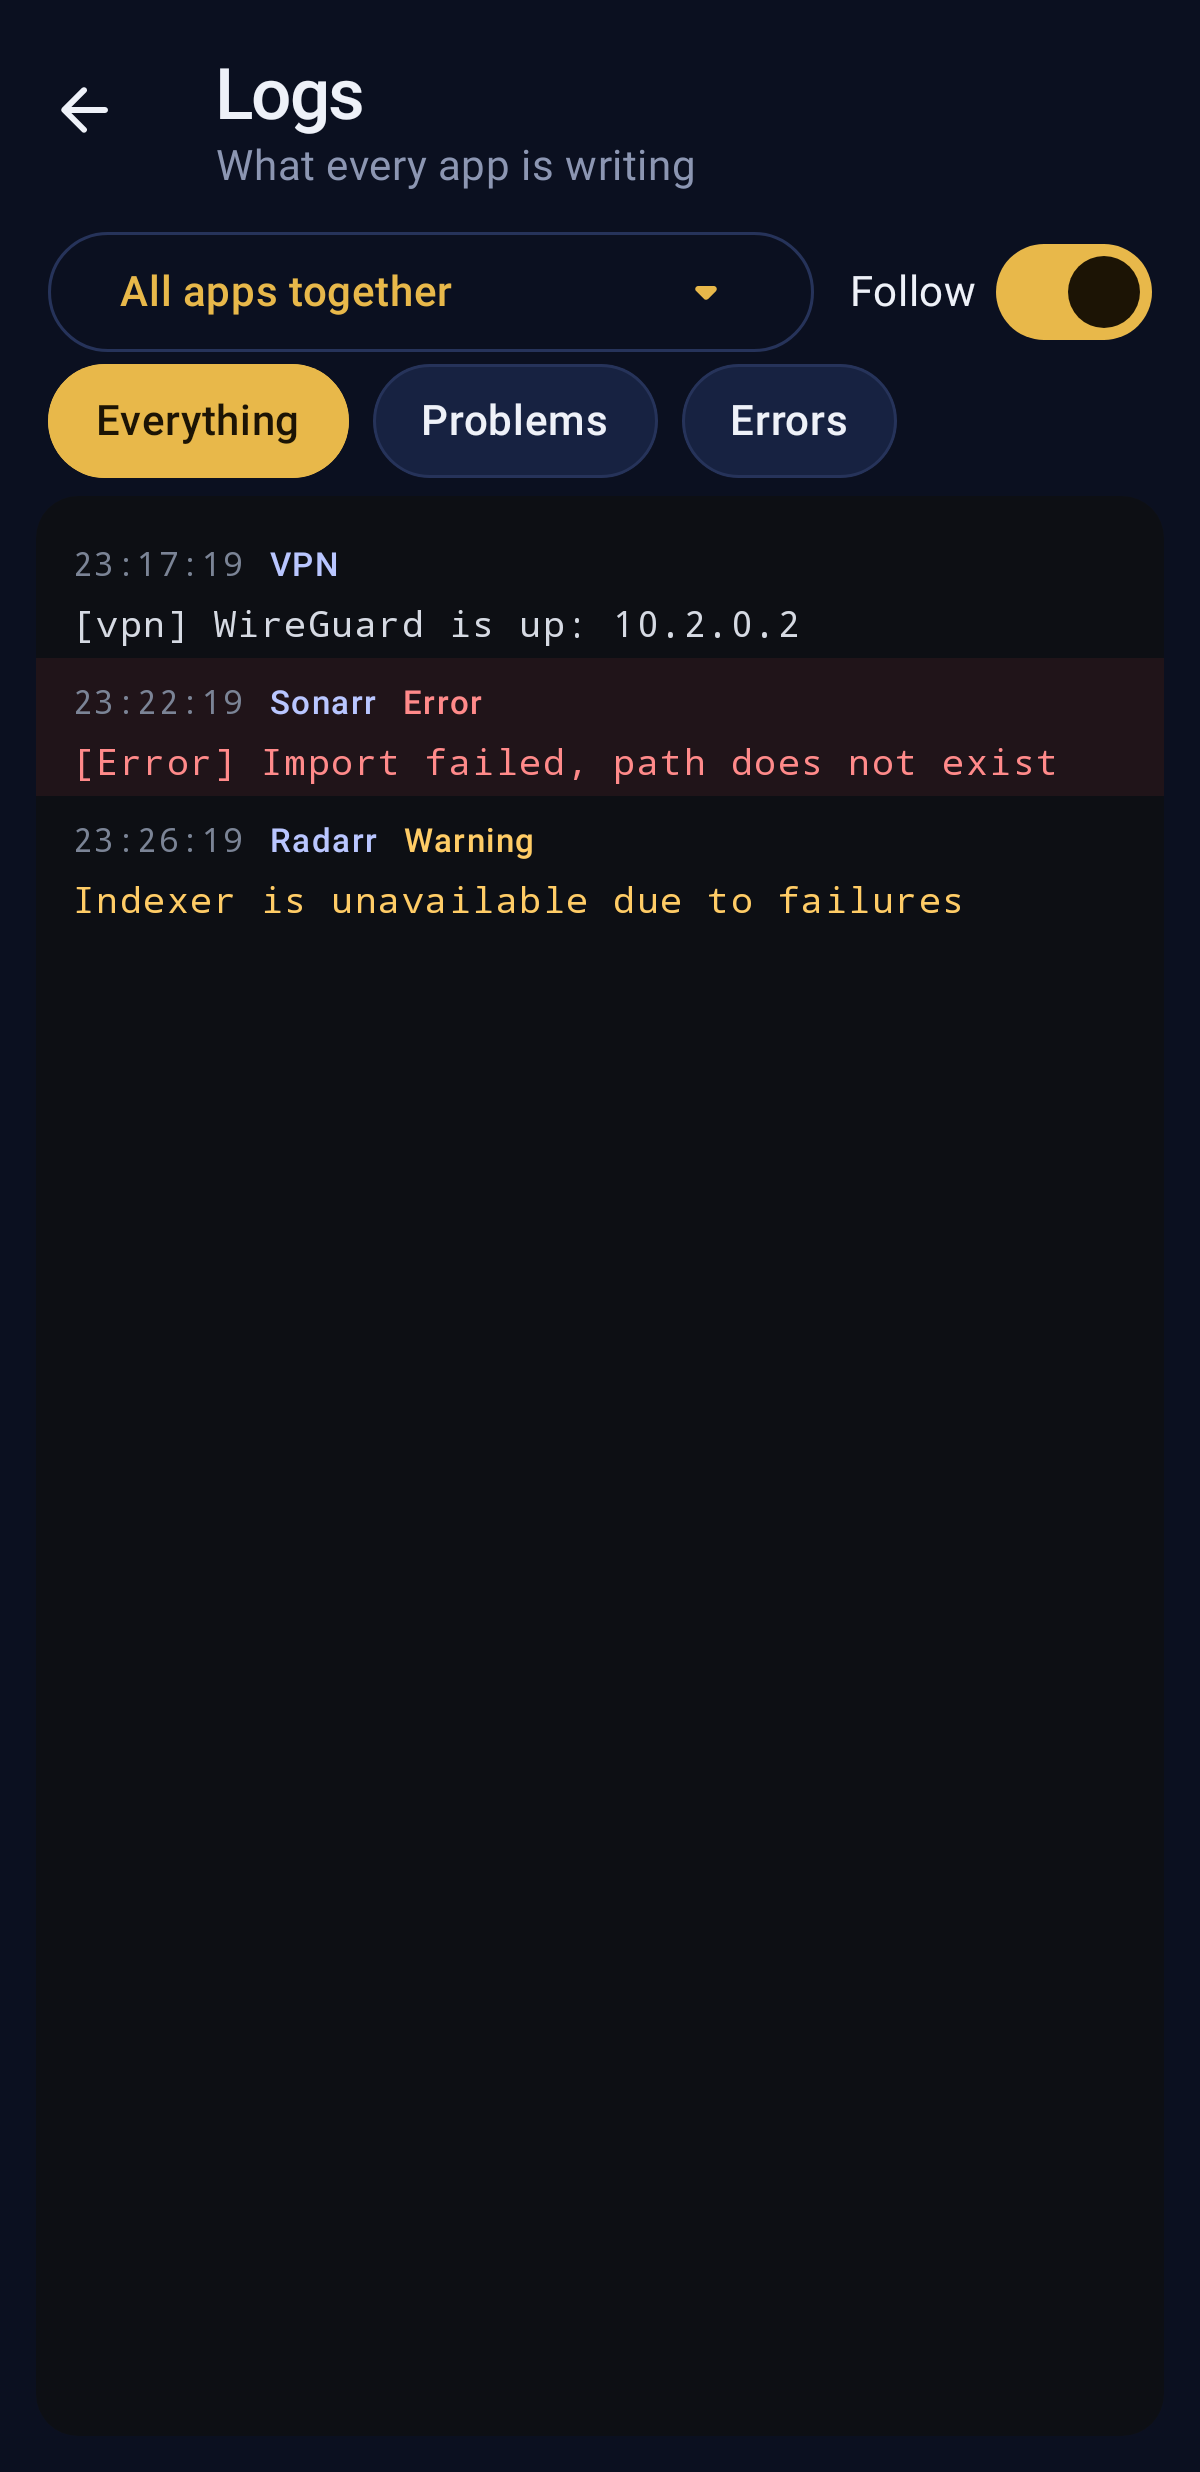 Logs
What every app is writing
All apps together
Follow
Everything Problems Errors
23:17:19 VPN
[vpn] WireGuard is up: 10.2.0.2
23:22:19 Sonarr Error
[Error] Import failed, path does not exist
23:26:19 Radarr Warning
Indexer is unavailable due to failures